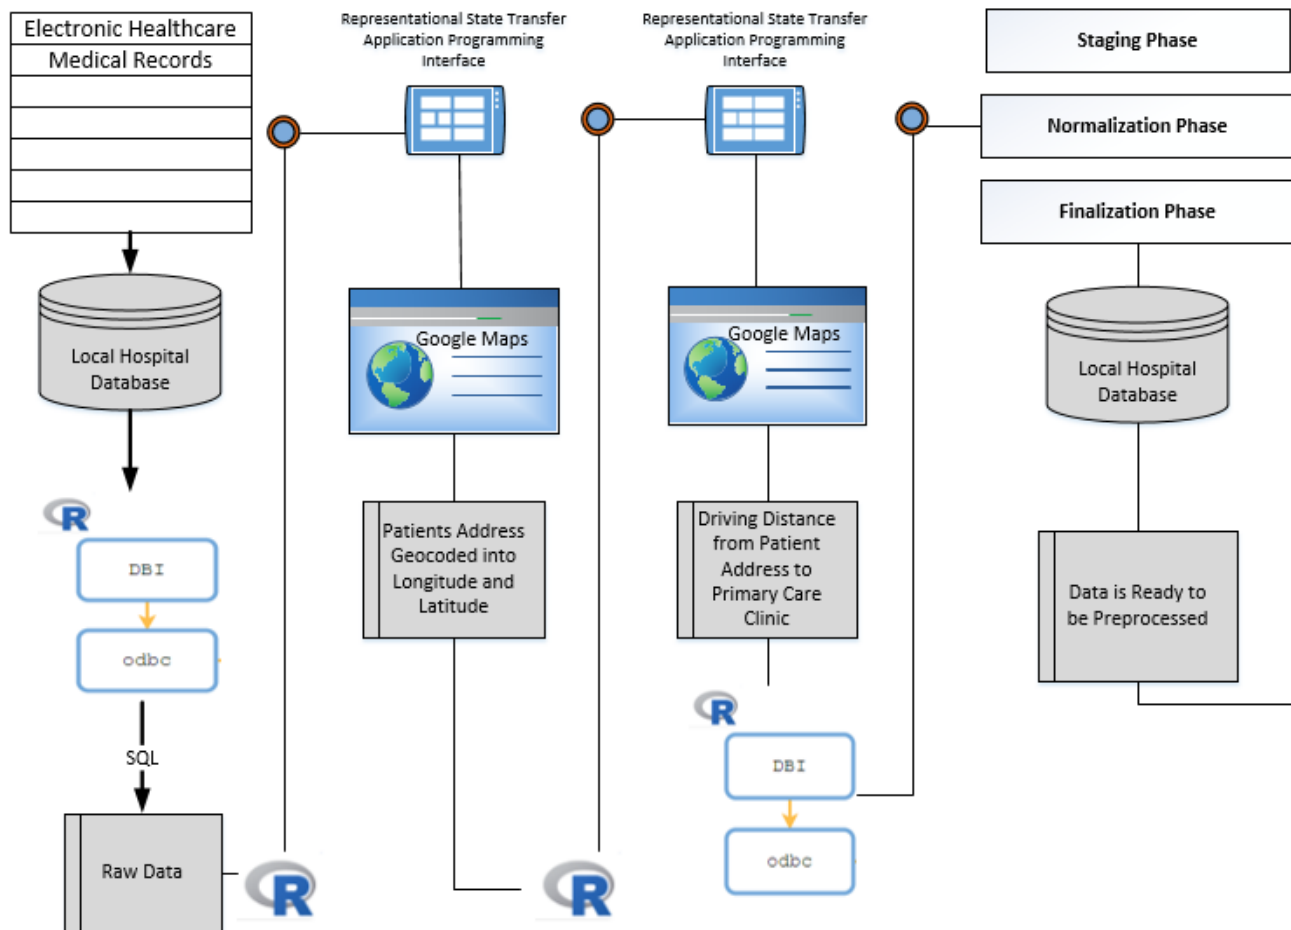 Electronic Healthcare
Medical Records
Local Hospital
Database
R
DBI
odbc
SQL
Raw Data
R
Representational State Transfer
Application Programming
Interface
Google Maps
Patients Address
Geocoded into
Longitude and
Latitude
R
Representational State Transfer
Application Programming
Interface
Google Maps
Driving Distance
from Patient
Address to
Primary Care
Clinic
R
DBI
odbc
Staging Phase
Normalization Phase
Finalization Phase
Local Hospital
Database
Data is Ready to
be Preprocessed